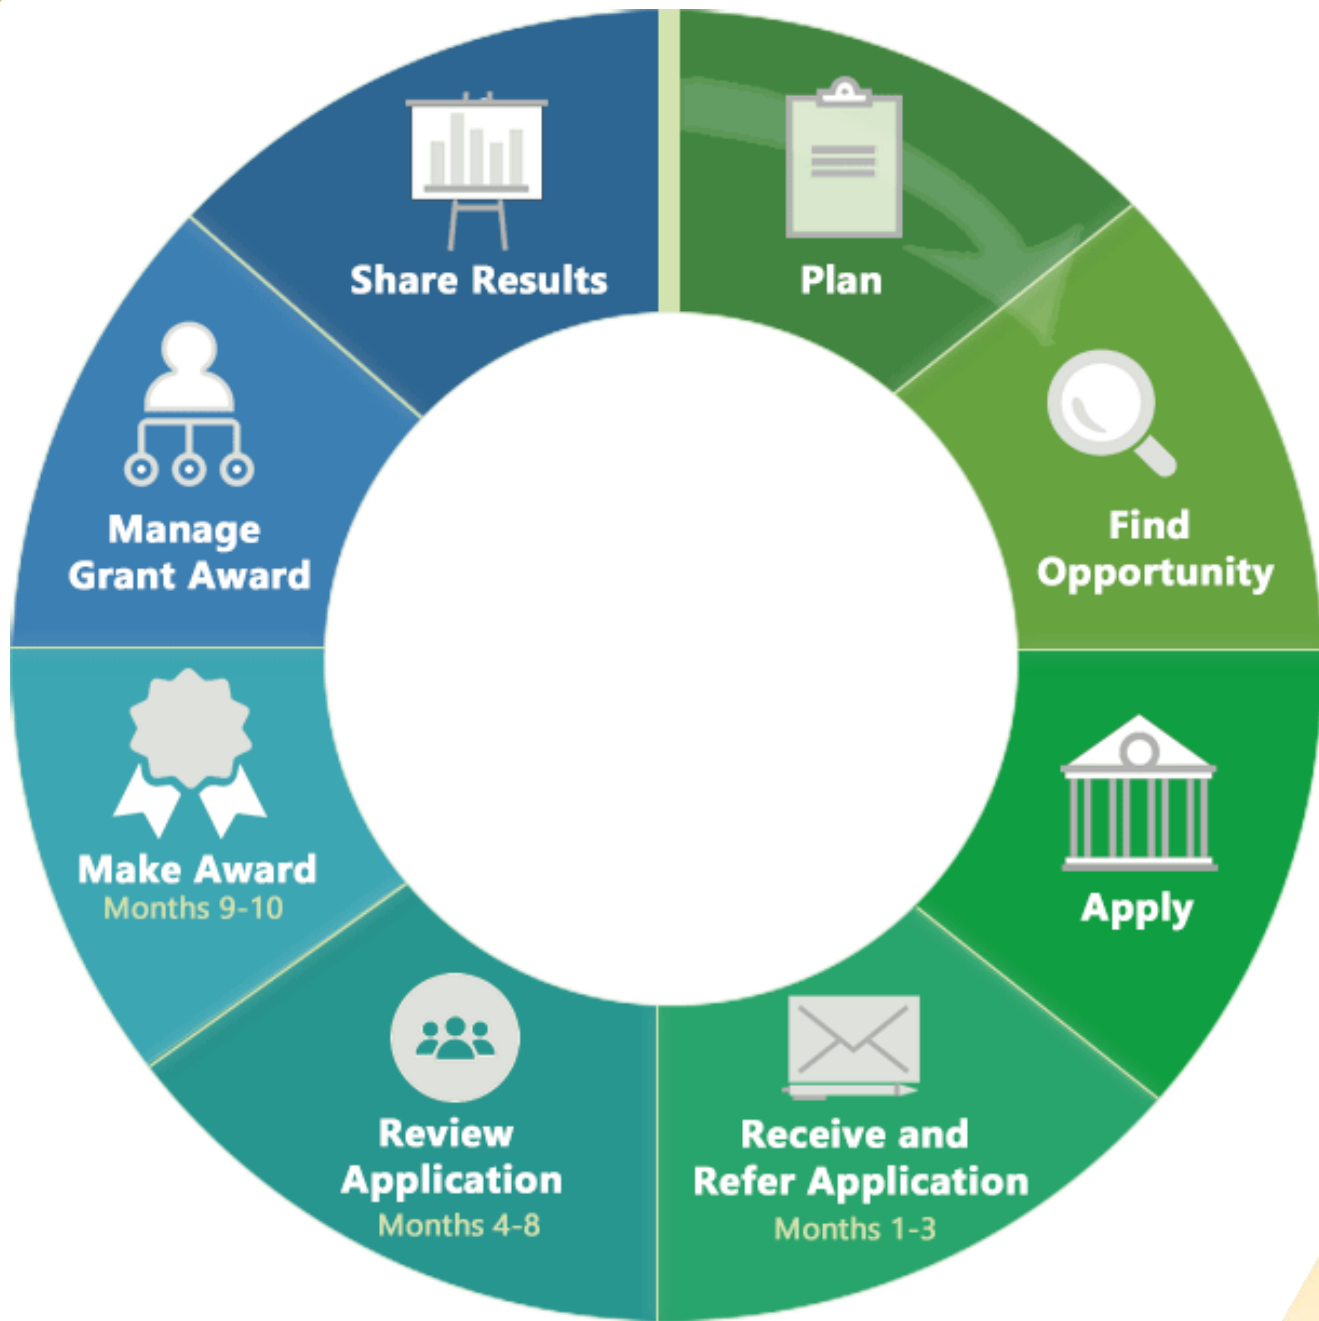 Plan
Find
Opportunity
Apply
Receive and
Refer Application
Months 1-3
Review
Application
Months 4-8
Make Award
Months 9-10
Manage
Grant Award
Share Results